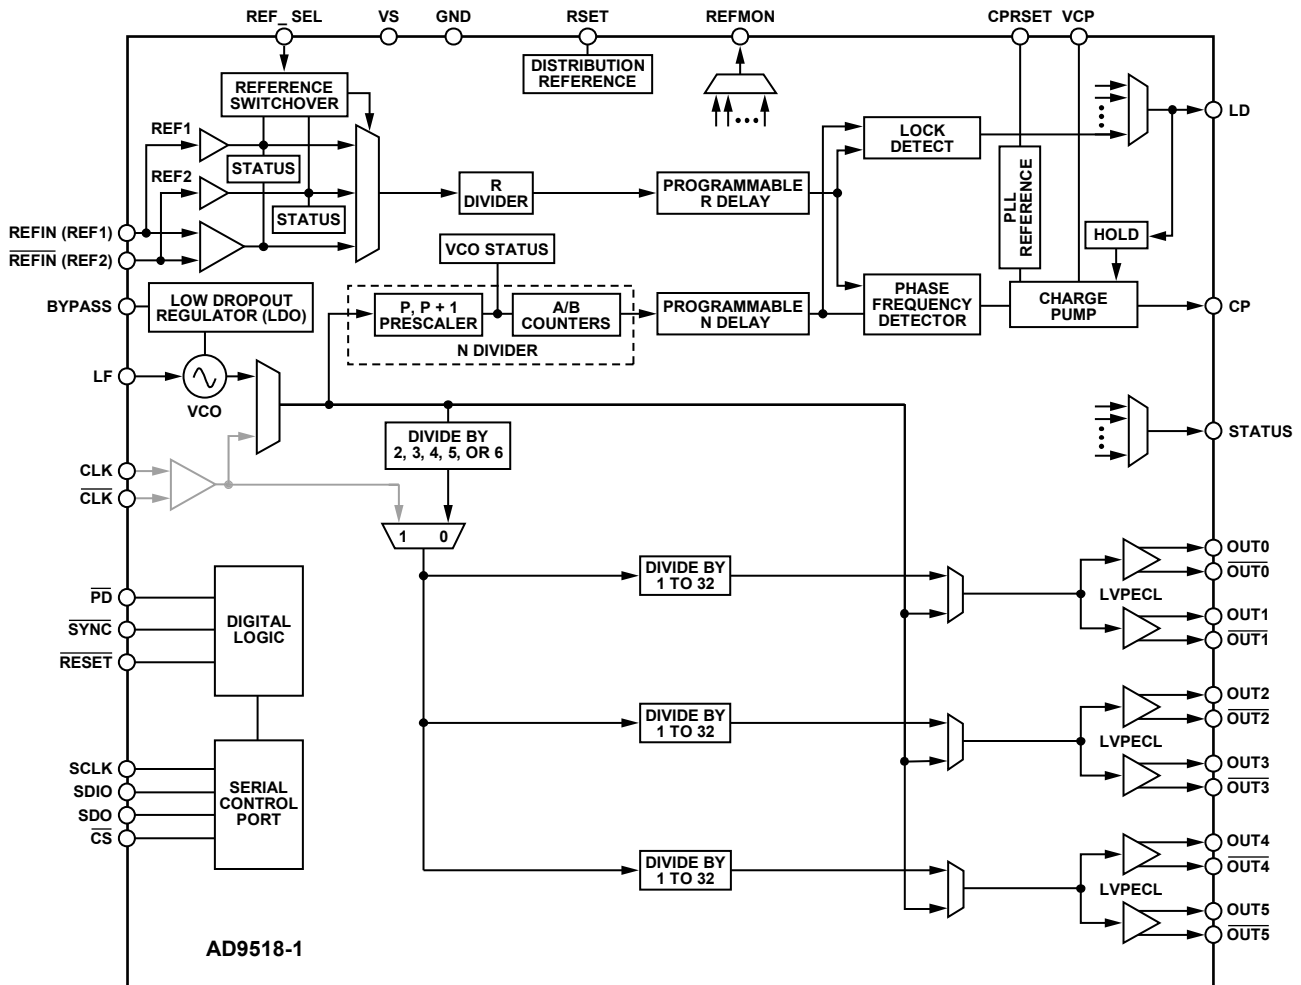 REF_ SEL VS GND RSET REFMON CPRSET VCP
DISTRIBUTION
REFERENCE
REFERENCE
SWITCHOVER
REF1
STATUS
REF2
STATUS
REFIN (REF1)
REFIN (REF2)
BYPASS
LF
R
DIVIDER
PROGRAMMABLE
R DELAY
LOCK
DETECT
LD
PLL
REFERENCE
HOLD
VCO STATUS
LOW DROPOUT
REGULATOR (LDO)
P, P + 1
PRESCALER
A/B
COUNTERS
N DIVIDER
PROGRAMMABLE
N DELAY
PHASE
FREQUENCY
DETECTOR
CHARGE
PUMP
CP
VCO
STATUS
DIVIDE BY
2, 3, 4, 5, OR 6
CLK
CLK
1 0
DIVIDE BY
1 TO 32
LVPECL
OUT0
OUT0
OUT1
OUT1
PD
SYNC
RESET
DIGITAL
LOGIC
DIVIDE BY
1 TO 32
LVPECL
OUT2
OUT2
OUT3
OUT3
SCLK
SDIO
SDO
CS
SERIAL
CONTROL
PORT
DIVIDE BY
1 TO 32
LVPECL
OUT4
OUT4
OUT5
OUT5
AD9518-1